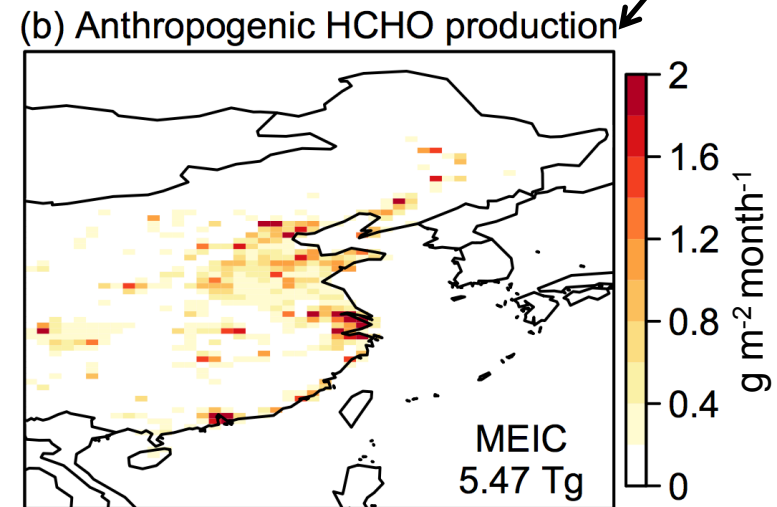 (b) Anthropogenic HCHO production
2
1.6
1.2
0.8
0.4
0
g m-2 month-1
MEIC
5.47 Tg